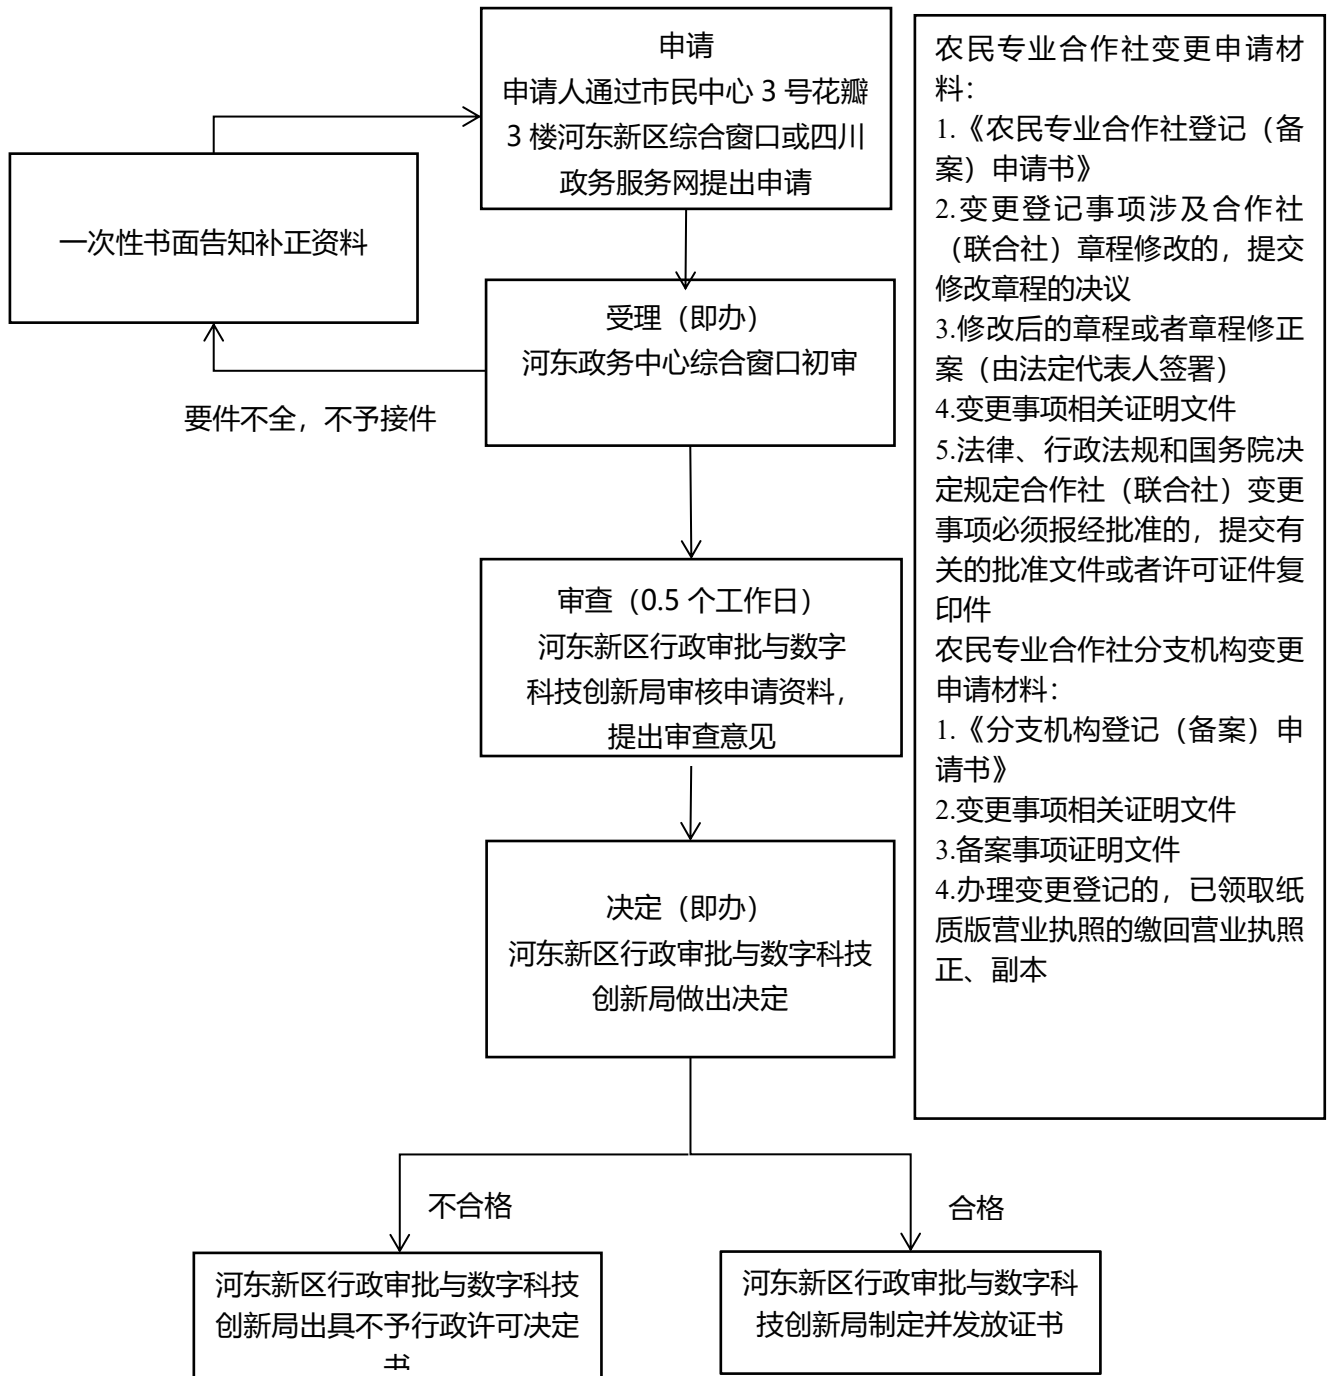 申请
申请人通过市民中心 3 号花瓣
3 楼河东新区综合窗口或四川
政务服务网提出申请
一次性书面告知补正资料
受理（即办）
河东政务中心综合窗口初审
要件不全，不予接件
审查（0.5 个工作日）
河东新区行政审批与数字
科技创新局审核申请资料，
提出审查意见
决定（即办）
河东新区行政审批与数字科技
创新局做出决定
不合格
合格
河东新区行政审批与数字科技
创新局出具不予行政许可决定
书
河东新区行政审批与数字科
技创新局制定并发放证书
农民专业合作社变更申请材
料：
1.《农民专业合作社登记（备
案）申请书》
2.变更登记事项涉及合作社
（联合社）章程修改的，提交
修改章程的决议
3.修改后的章程或者章程修正
案（由法定代表人签署）
4.变更事项相关证明文件
5.法律、行政法规和国务院决
定规定合作社（联合社）变更
事项必须报经批准的，提交有
关的批准文件或者许可证件复
印件
农民专业合作社分支机构变更
申请材料：
1.《分支机构登记（备案）申
请书》
2.变更事项相关证明文件
3.备案事项证明文件
4.办理变更登记的，已领取纸
质版营业执照的缴回营业执照
正、副本